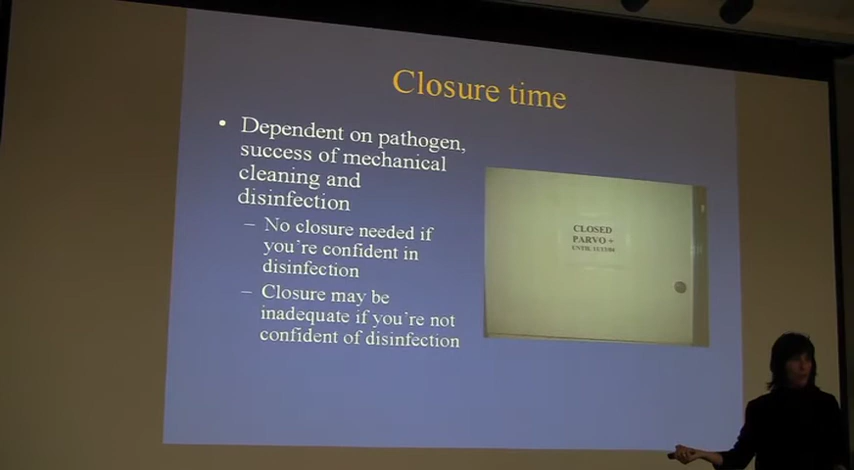 Closure time
• Dependent on pathogen,
success of mechanical
cleaning and
disinfection
– No closure needed if
you're confident in
disinfection
– Closure may be
inadequate if you're not
confident of disinfection
CLOSED
PARVO +
UNTIL